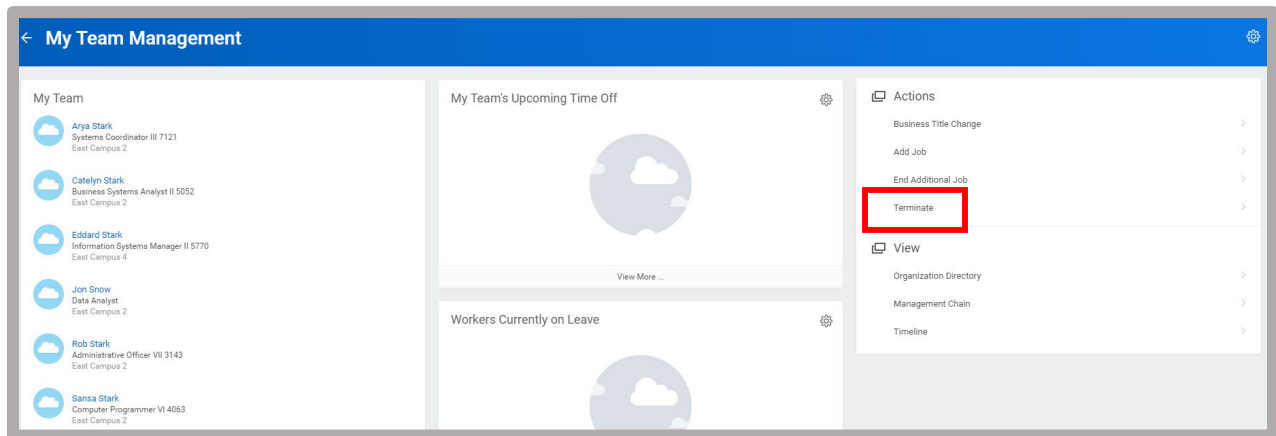 My Team Management
My Team
Arya Stark
Systems Coordinator III 7121
East Campus 2
Catelyn Stark
Business Systems Analyst II 5052
East Campus 2
Eddard Stark
Information Systems Manager II 5770
East Campus 4
Jon Snow
Data Analyst
East Campus 2
Rob Stark
Administrative Officer VII 3143
East Campus 2
Sansa Stark
Computer Programmer VI 4063
East Campus 2
My Team's Upcoming Time Off
View More ...
Workers Currently on Leave
Actions
Business Title Change
Add Job
End Additional Job
Terminate
View
Organization Directory
Management Chain
Timeline